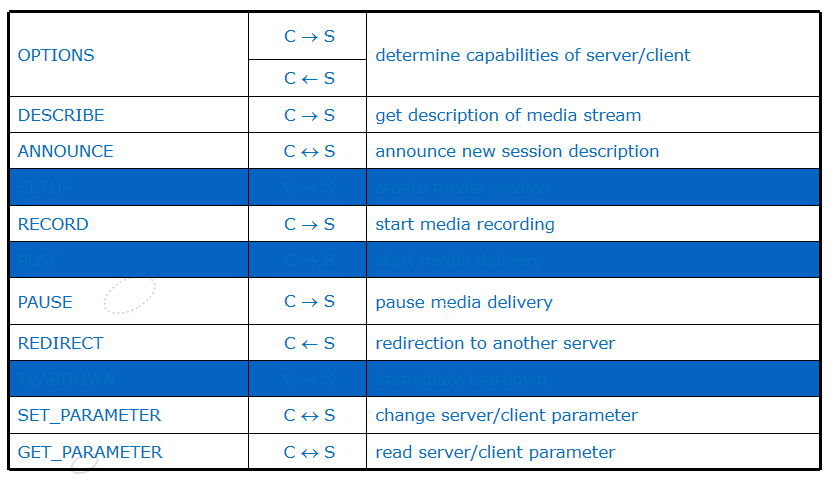 OPTIONS C → S determine capabilities of server/client
C ← S
DESCRIBE C → S get description of media stream
ANNOUNCE C ↔ S announce new session description
SETUP C → S create media session
RECORD C → S start media recording
PLAY C → S start media delivery
PAUSE C → S pause media delivery
REDIRECT C ← S redirection to another server
TEARDOWN C → S immediate teardown
SET_PARAMETER C ↔ S change server/client parameter
GET_PARAMETER C ↔ S read server/client parameter